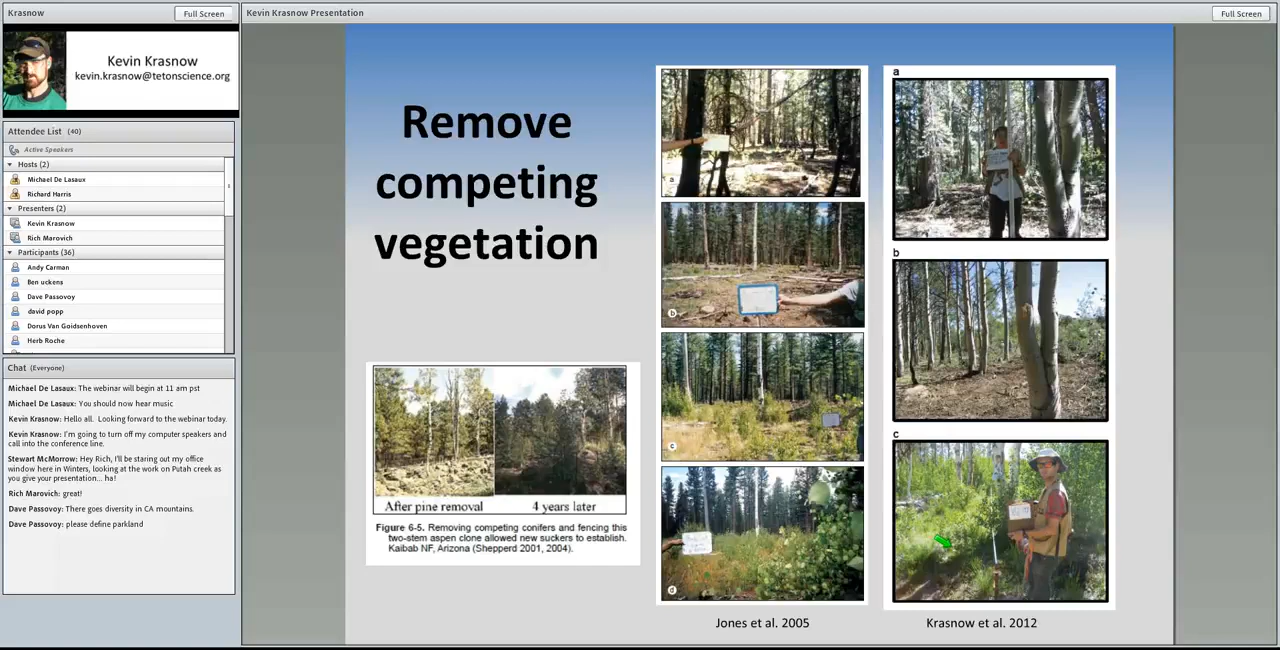 Krasnow
Full Screen
Kevin Krasnow Presentation
Full Screen
Kevin Krasnow
kevin.krasnow@tetonscience.org
Attendee List (40)
Active Speakers
Hosts (2)
Michael De Lasaux
Richard Harris
Presenters (2)
Kevin Krasnow
Rich Marovich
Participants (36)
Andy Carman
Ben uckens
Dave Passovoy
david popp
Dorus Van Goidsenhoven
Herb Roche
Chat (Everyone)
Michael De Lasaux: The webinar will begin at 11 am pst
Michael De Lasaux: You should now hear music
Kevin Krasnow: Hello all. Looking forward to the webinar today.
Kevin Krasnow: I'm going to turn off my computer speakers and
call into the conference line.
Stewart McMorrow: Hey Rich, I'll be staring out my office
window here in Winters, looking at the work on Putah creek as
you give your presentation... ha!
Rich Marovich: great!
Dave Passovoy: There goes diversity in CA mountains.
Dave Passovoy: please define parkland
Remove
competing
vegetation
After pine removal 4 years later
Figure 6-5. Removing competing conifers and fencing this
two-stem aspen clone allowed new suckers to establish.
Kaibab NF, Arizona (Shepperd 2001, 2004).
a
b
c
d
Jones et al. 2005
a
b
c
Krasnow et al. 2012